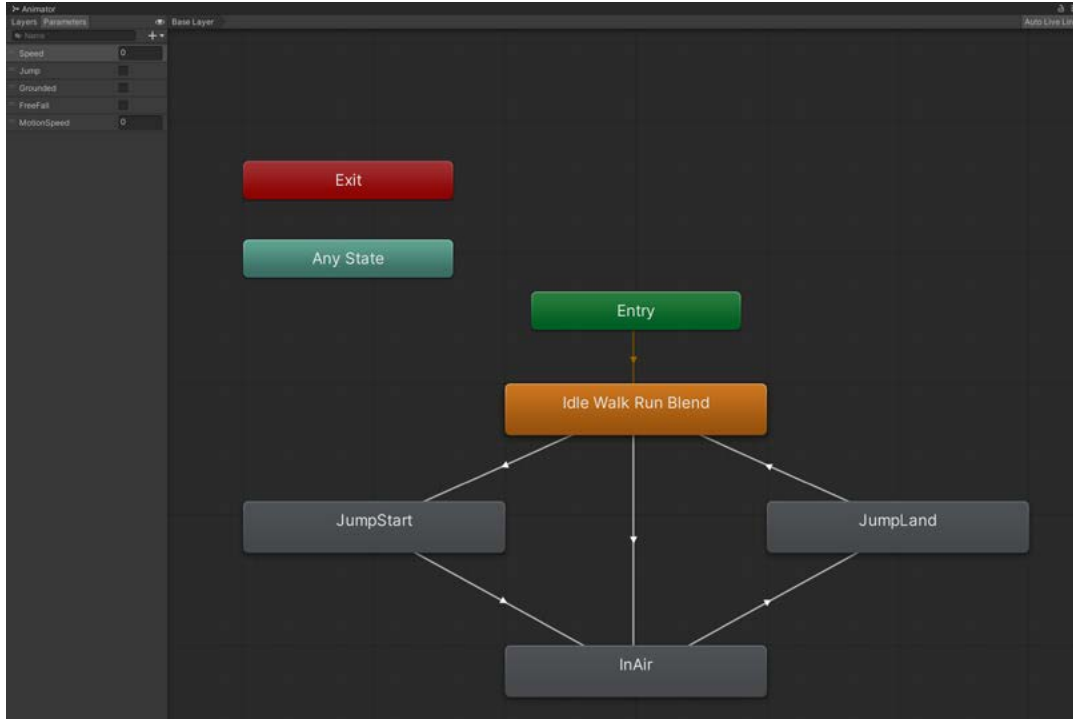 Animator
Layers Parameters
Base Layer
Auto Live Lin
Name
Speed 0
Jump
Grounded
FreeFall
MotionSpeed 0
Exit
Any State
Entry
Idle Walk Run Blend
JumpStart
JumpLand
InAir